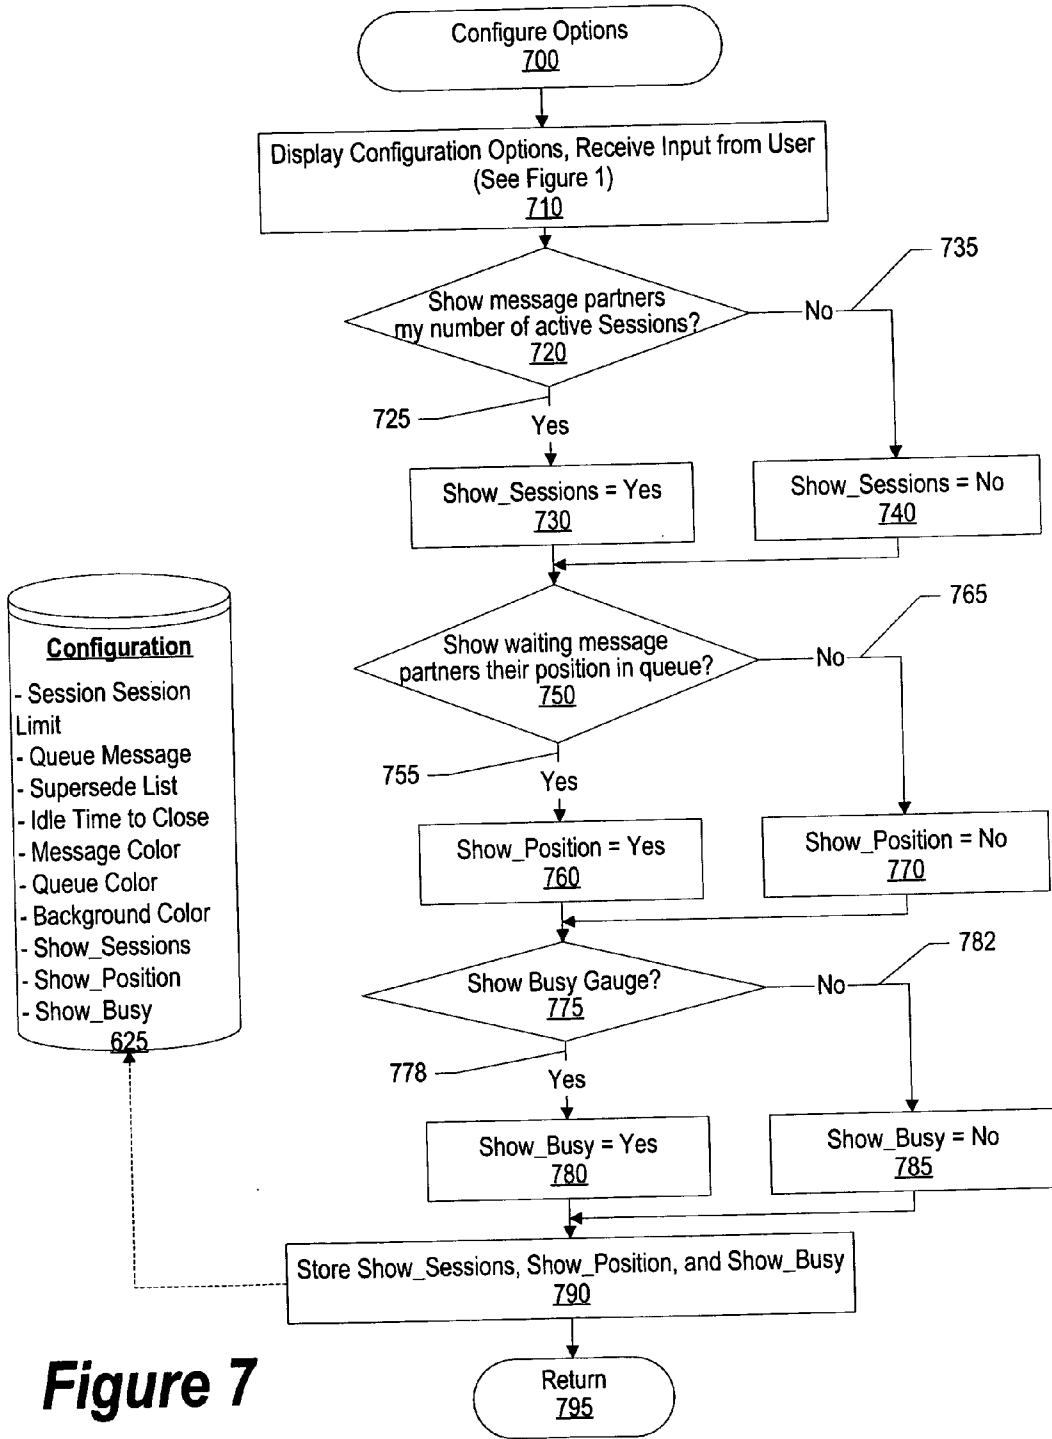 Configure Options
700
Display Configuration Options, Receive Input from User
(See Figure 1)
710
735
Show message partners
my number of active Sessions?
720
No
725
Yes
Show_Sessions = Yes
730
Show_Sessions = No
740
765
Show waiting message
partners their position in queue?
750
No
755
Yes
Show_Position = Yes
760
Show_Position = No
770
782
Show Busy Gauge?
775
No
778
Yes
Show_Busy = Yes
780
Show_Busy = No
785
Configuration
- Session Session
Limit
- Queue Message
- Supersede List
- Idle Time to Close
- Message Color
- Queue Color
- Background Color
- Show_Sessions
- Show_Position
- Show_Busy
625
Store Show_Sessions, Show_Position, and Show_Busy
790
Return
795
Figure 7